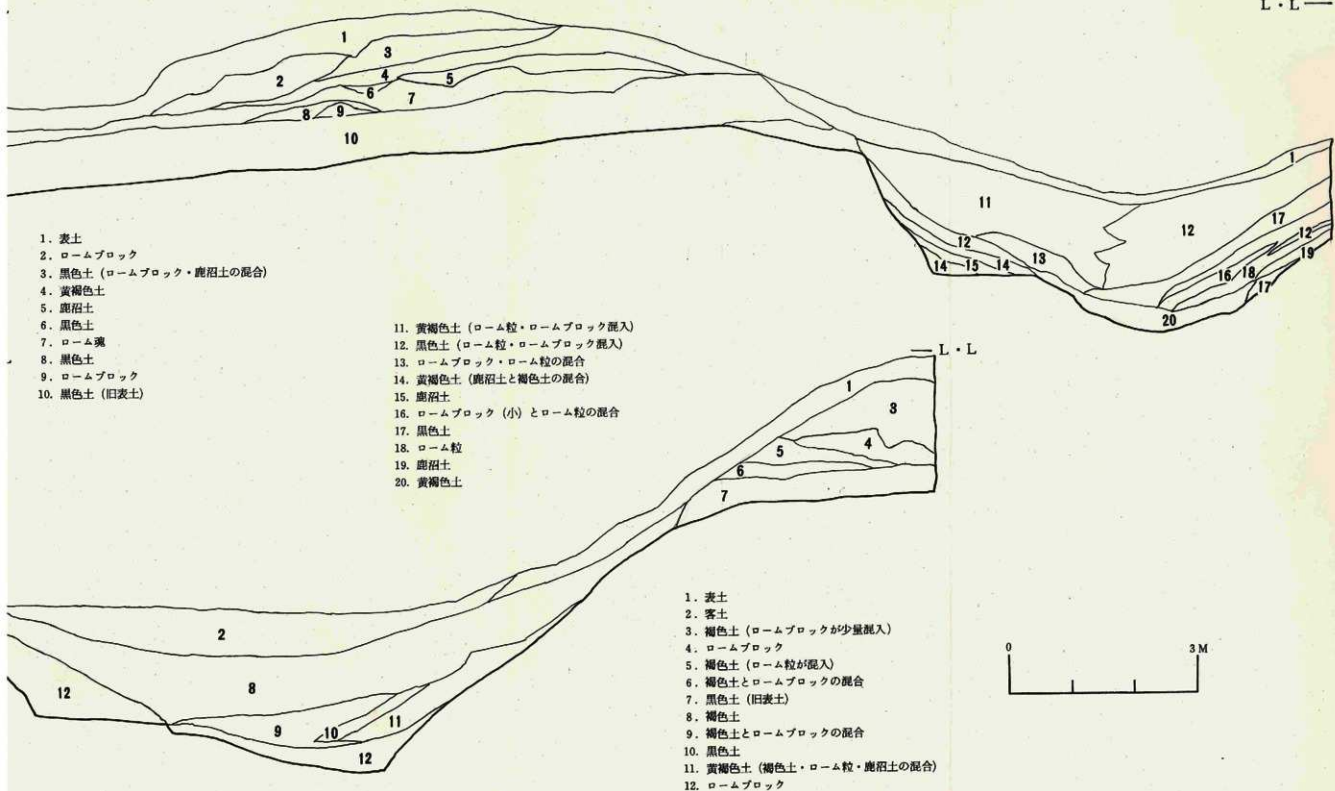 L・L
1
3
2
4
5
6
7
8
9
10
1
11
17
12
12
12
13
19
16
18
14
15
14
17
20
1. 表土
2. ロームブロック
3. 黒色土（ロームブロック・鹿沼土の混合）
4. 黄褐色土
5. 鹿沼土
6. 黒色土
7. ローム塊
8. 黒色土
9. ロームブロック
10. 黒色土（旧表土）
11. 黄褐色土（ローム粒・ロームブロック混入）
12. 黒色土（ローム粒・ロームブロック混入）
13. ロームブロック・ローム粒の混合
14. 黄褐色土（鹿沼土と褐色土の混合）
15. 鹿沼土
16. ロームブロック（小）とローム粒の混合
17. 黒色土
18. ローム粒
19. 鹿沼土
20. 黄褐色土
L・L
1
3
4
5
6
7
2
8
12
9
10
11
12
1. 表土
2. 客土
3. 褐色土（ロームブロックが少量混入）
4. ロームブロック
5. 褐色土（ローム粒が混入）
6. 褐色土とロームブロックの混合
7. 黒色土（旧表土）
8. 褐色土
9. 褐色土とロームブロックの混合
10. 黒色土
11. 黄褐色土（褐色土・ローム粒・鹿沼土の混合）
12. ロームブロック
0 3M